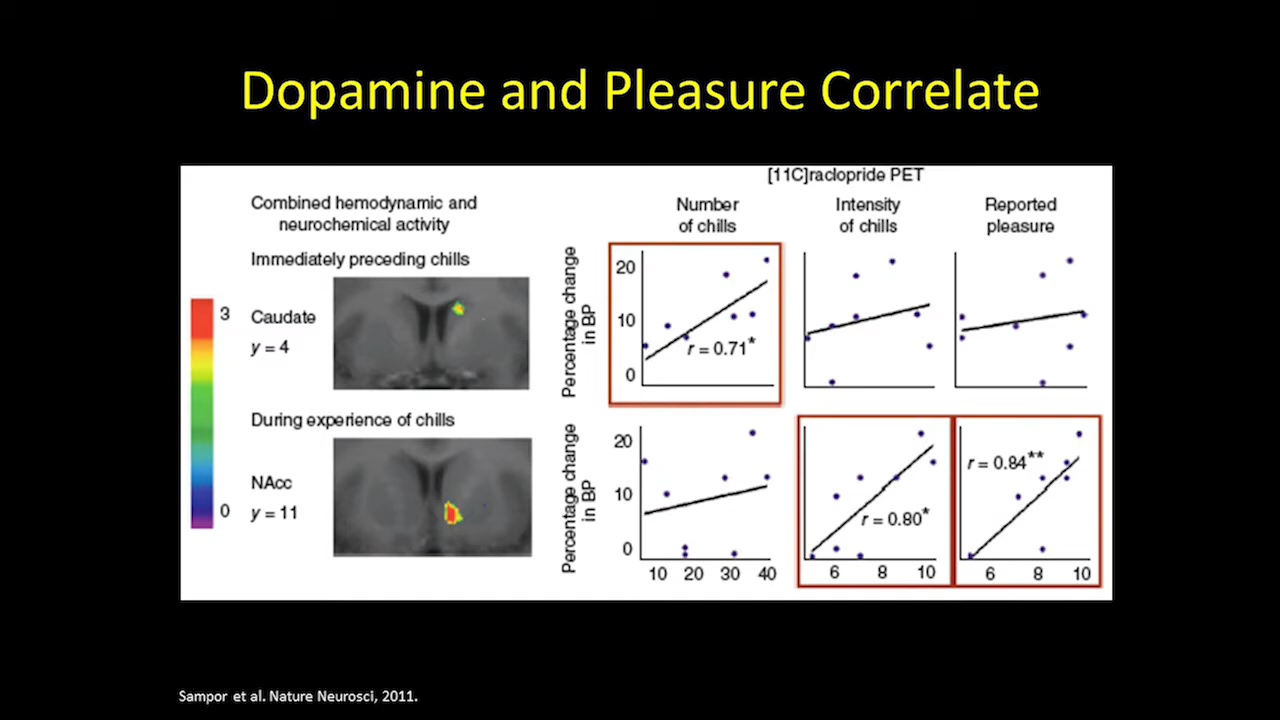 Dopamine and Pleasure Correlate
[11C]raclopride PET
Combined hemodynamic and
neurochemical activity
Immediately preceding chills
3
Caudate
y = 4
During experience of chills
NAcc
0
y = 11
Number
of chills
Intensity
of chills
Reported
pleasure
Percentage change
in BP
20
10
0
r = 0.71*
Percentage change
in BP
20
10
0
10 20 30 40
r = 0.80*
6 8 10
r = 0.84**
6 8 10
Sampor et al. Nature Neurosci, 2011.